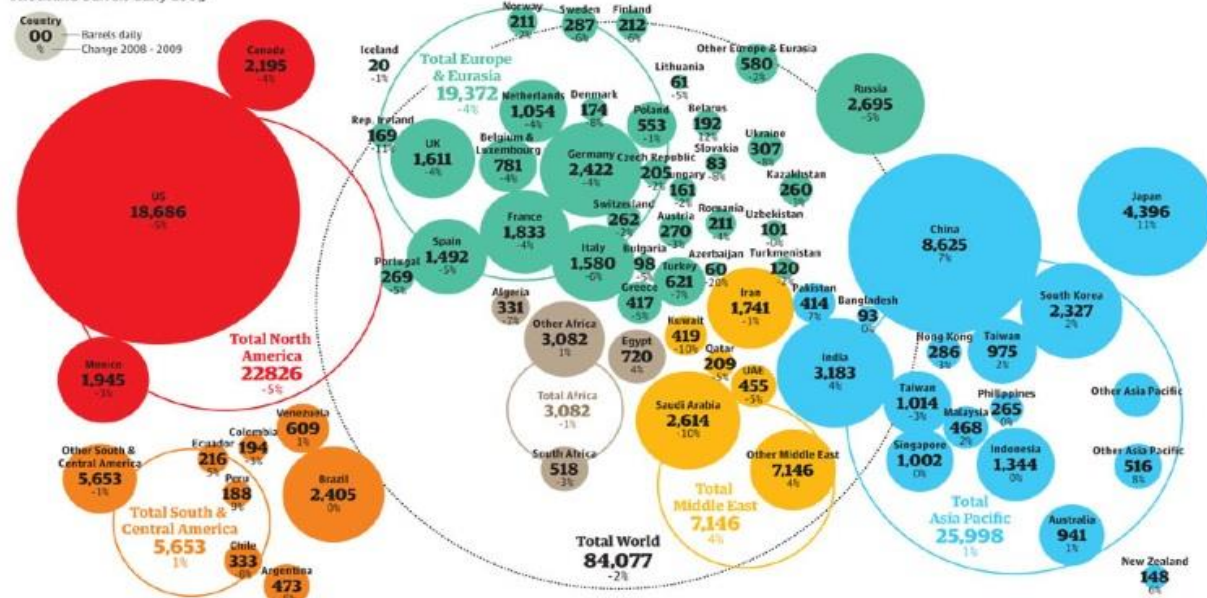 Country
00
%
Barrels daily
Change 2008 - 2009
Canada
2,195
-4%
US
18,686
-5%
Mexico
1,945
-3%
Total North
America
22826
-5%
Other South &
Central America
5,653
-1%
Ecuador
216
5%
Colombia
194
-3%
Venezuela
609
1%
Peru
188
9%
Brazil
2,405
0%
Total South &
Central America
5,653
1%
Chile
333
-6%
Argentina
473
Iceland
20
-1%
Norway
211
-2%
Sweden
287
-6%
Finland
212
-6%
Total Europe
& Eurasia
19,372
-4%
Rep. Ireland
169
-11%
UK
1,611
-4%
Netherlands
1,054
-4%
Belgium &
Luxembourg
781
-4%
Denmark
174
-8%
Germany
2,422
-4%
Poland
553
-1%
Lithuania
61
-5%
Belarus
192
12%
Other Europe & Eurasia
580
-2%
Russia
2,695
-5%
Ukraine
307
-8%
Slovakia
83
-8%
Czech Republic
205
-2%
Hungary
161
-2%
Kazakhstan
260
Switzerland
262
-2%
Austria
270
-3%
Romania
211
-4%
Uzbekistan
101
-0%
France
1,833
-4%
Spain
1,492
-5%
Portugal
269
-5%
Italy
1,580
-6%
Bulgaria
98
-5%
Turkey
621
-7%
Azerbaijan
60
-20%
Turkmenistan
120
-2%
Greece
417
-5%
Algeria
331
-7%
Other Africa
3,082
1%
Egypt
720
4%
Total Africa
3,082
-1%
South Africa
518
-3%
Iran
1,741
-1%
Kuwait
419
-10%
Qatar
209
-5%
UAE
455
-5%
Saudi Arabia
2,614
-10%
Other Middle East
7,146
4%
Total
Middle East
7,146
4%
Total World
84,077
-2%
China
8,625
7%
Japan
4,396
11%
Pakistan
414
7%
Bangladesh
93
0%
India
3,183
4%
South Korea
2,327
2%
Hong Kong
286
3%
Taiwan
975
2%
Taiwan
1,014
-3%
Philippines
265
0%
Malaysia
468
2%
Singapore
1,002
0%
Indonesia
1,344
0%
Other Asia Pacific
Other Asia Pacific
516
8%
Total
Asia Pacific
25,998
1%
Australia
941
1%
New Zealand
148
6%